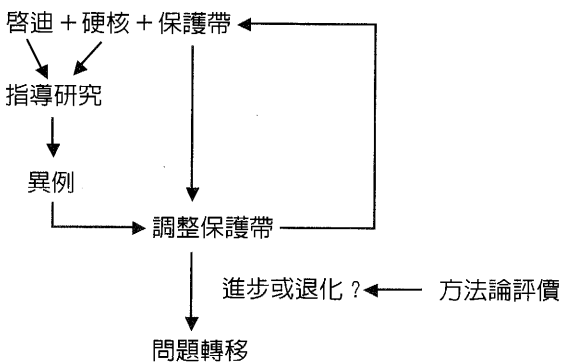 啓迪＋硬核＋保護帶
指導研究
異例
調整保護帶
進步或退化？
方法論評價
問題轉移